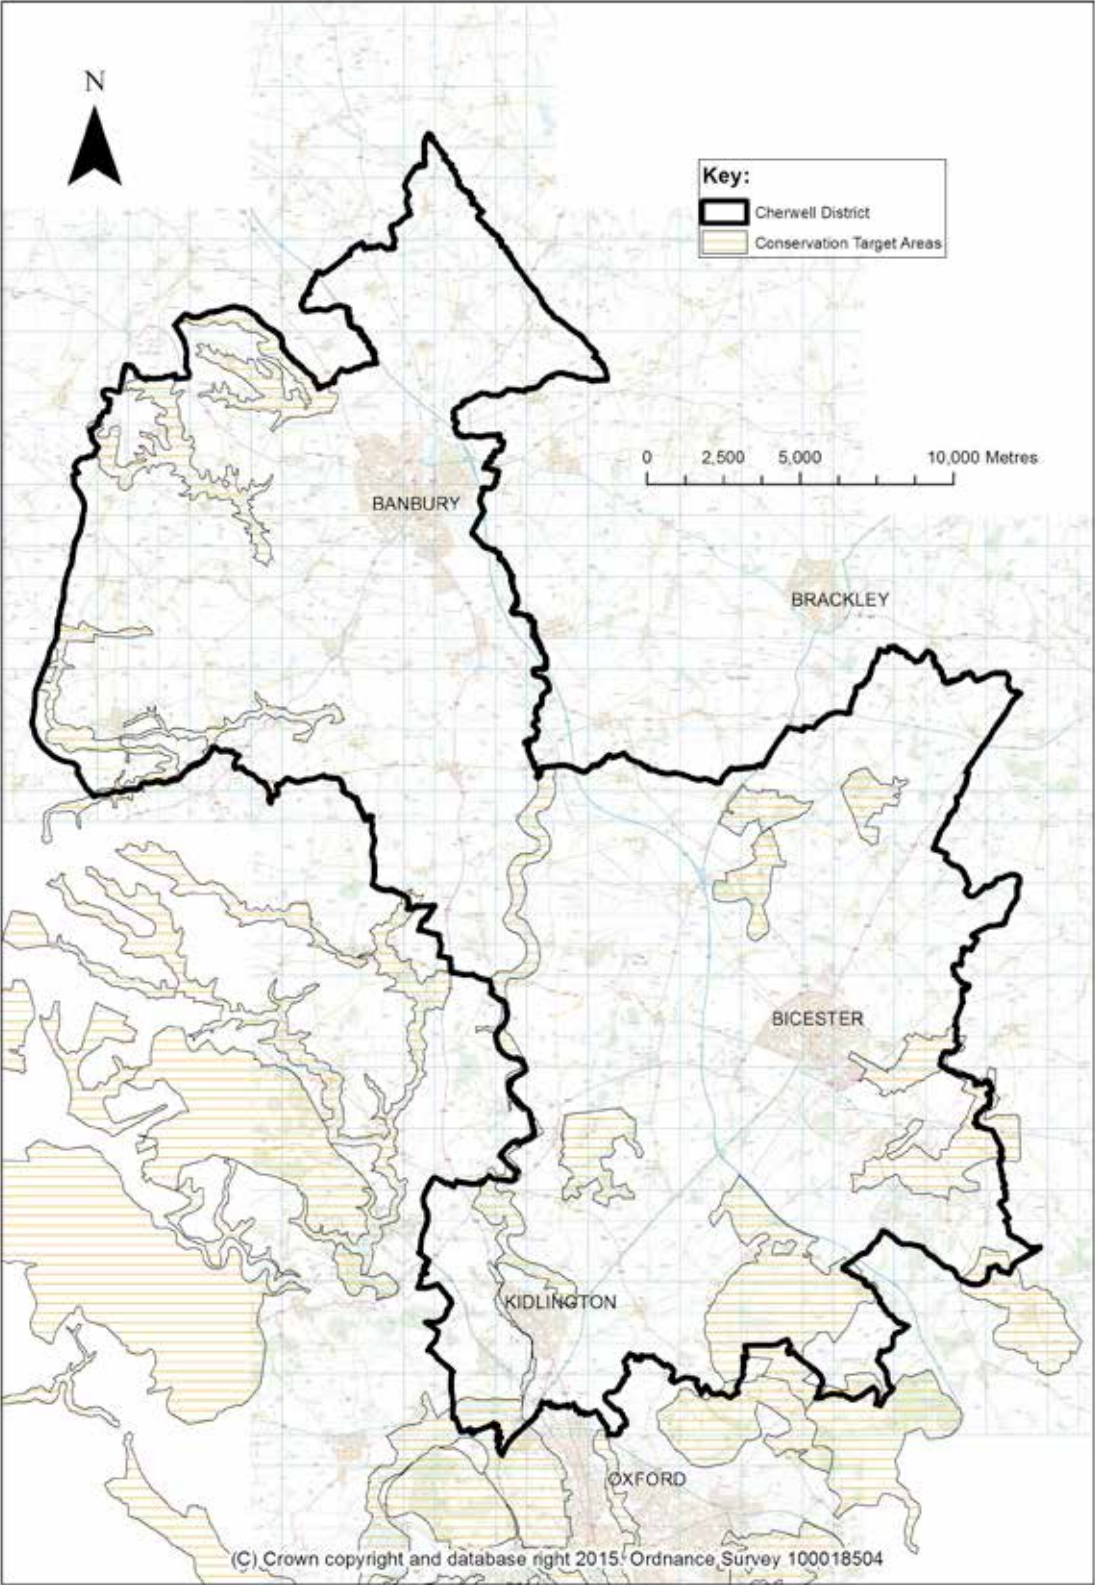 N
Key:
Cherwell District
Conservation Target Areas
0 2,500 5,000 10,000 Metres
BANBURY
BRACKLEY
BICESTER
KIDLINGTON
OXFORD
(C) Crown copyright and database right 2015. Ordnance Survey 100018504